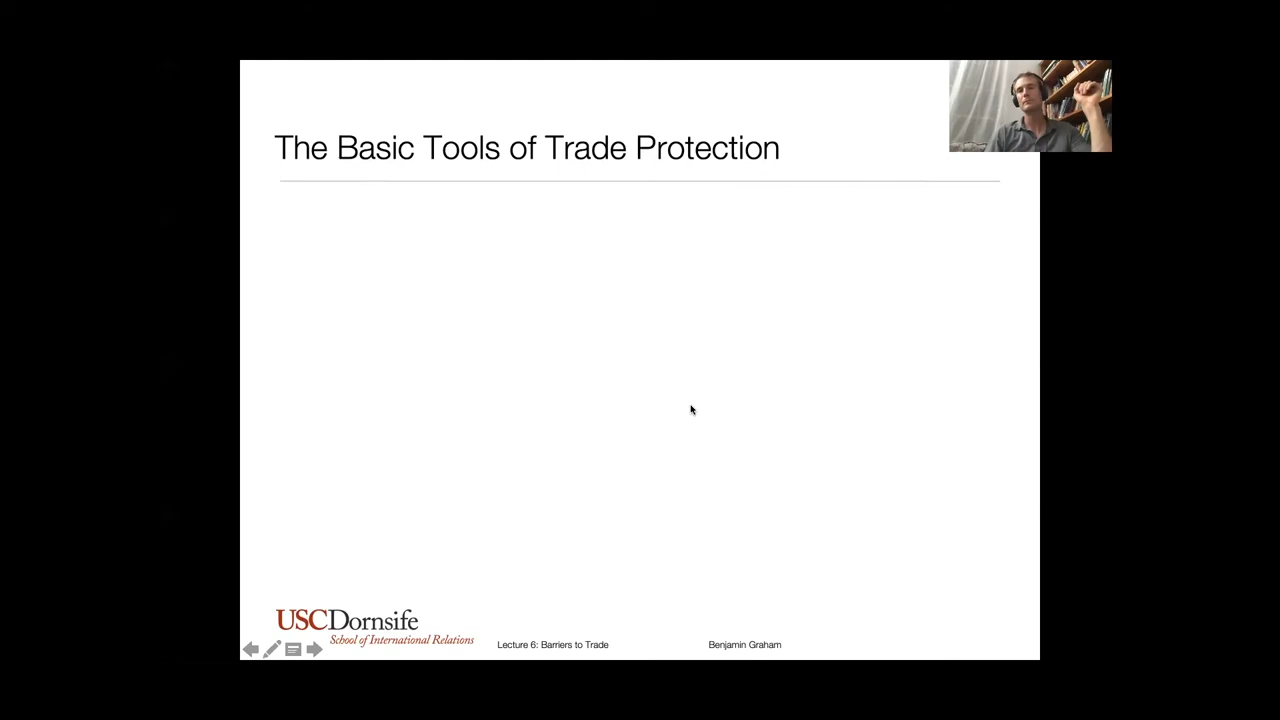 The Basic Tools of Trade Protection
USCDornsife
School of International Relations
Lecture 6: Barriers to Trade
Benjamin Graham